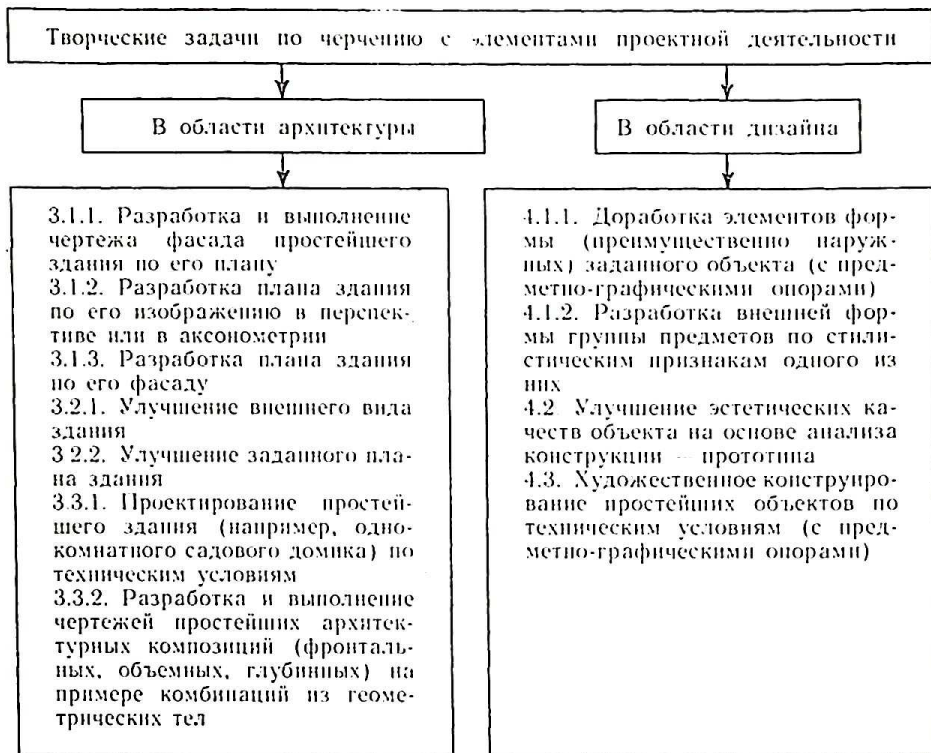 Творческие задачи по черчению с элементами проектной деятельности
В области архитектуры
В области дизайна
3.1.1. Разработка и выполнение
чертежа фасада простейшего
здания по его плану
3.1.2. Разработка плана здания
по его изображению в перспек-
тиве или в аксонометрии
3.1.3. Разработка плана здания
по его фасаду
3.2.1. Улучшение внешнего вида
здания
3.2.2. Улучшение заданного пла-
на здания
3.3.1. Проектирование простей-
шего здания (например, одно-
комнатного садового домика) по
техническим условиям
3.3.2. Разработка и выполнение
чертежей простейших архитек-
турных композиций (фронталь-
ных, объемных, глубинных) на
примере комбинаций из геоме-
трических тел
4.1.1. Доработка элементов фор-
мы (преимущественно наруж-
ных) заданного объекта (с пред-
метно-графическими опорами)
4.1.2. Разработка внешней фор-
мы группы предметов по стили-
стическим признакам одного из
них
4.2. Улучшение эстетических ка-
честв объекта на основе анализа
конструкции — прототипа
4.3. Художественное конструиро-
вание простейших объектов по
техническим условиям (с пред-
метно-графическими опорами)